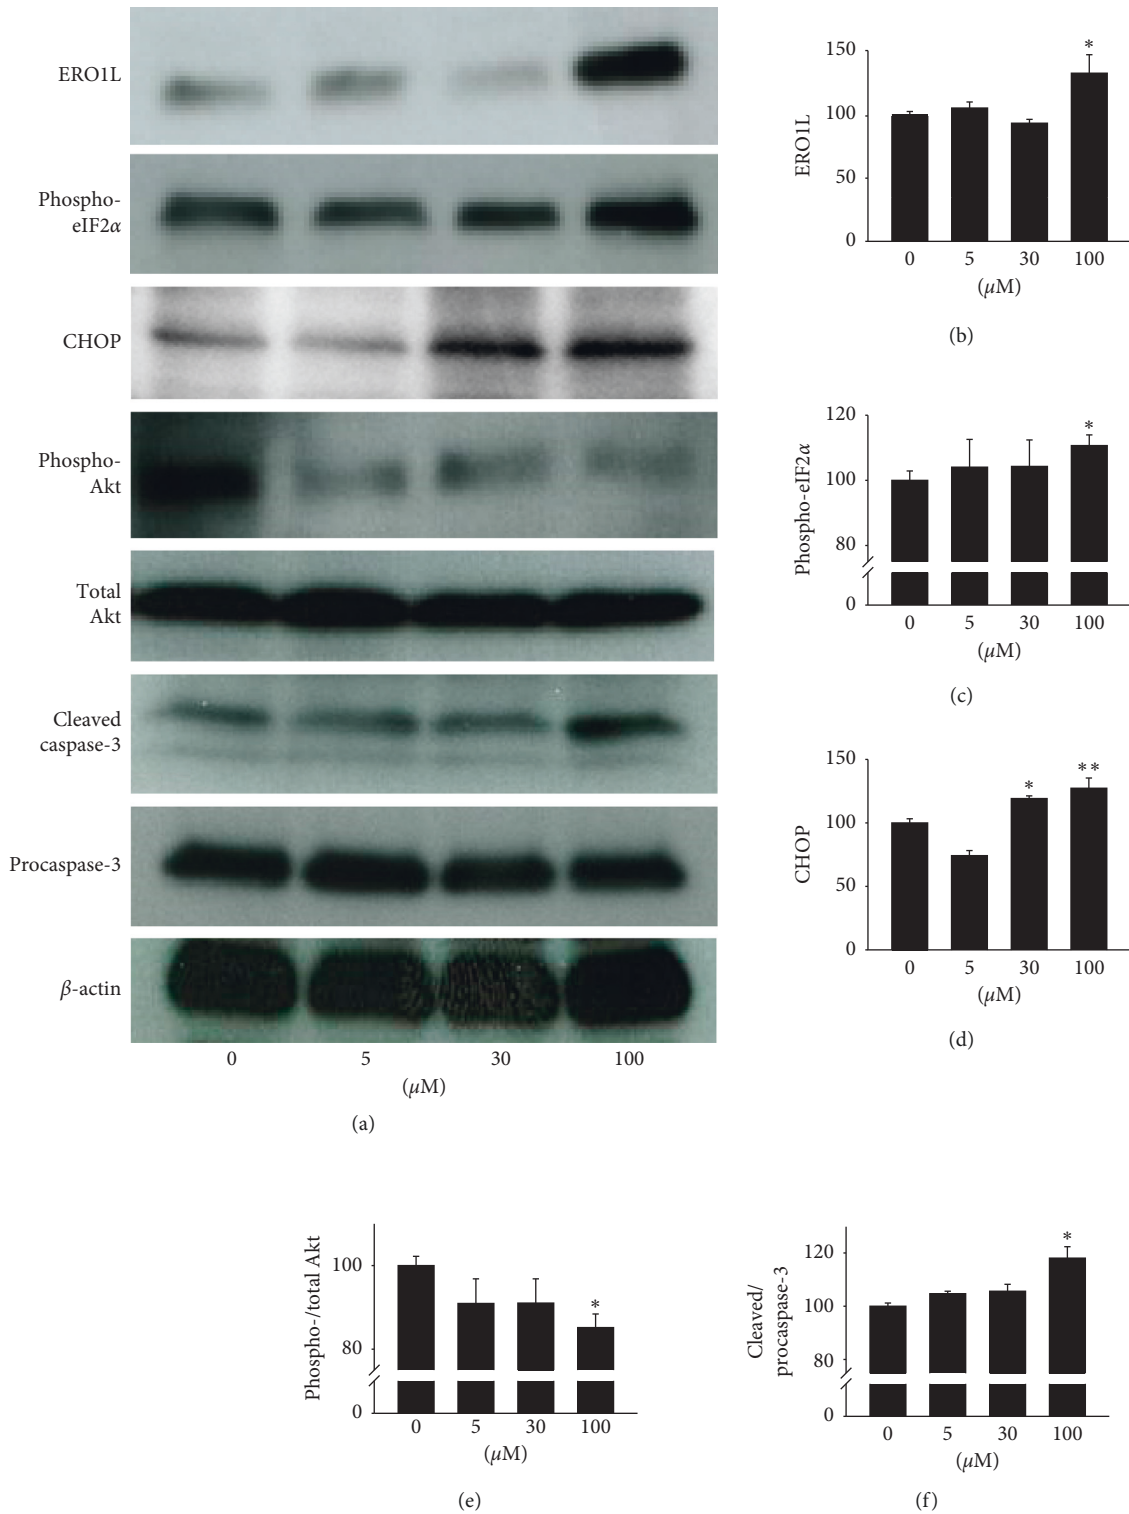 ERO1L
Phospho-
eIF2α
CHOP
Phospho-
Akt
Total
Akt
Cleaved
caspase-3
Procaspase-3
β-actin
0 5 30 100
(μM)
(a)
150
100
50
0
ERO1L
*
0 5 30 100
(μM)
(b)
120
100
80
0
Phospho-eIF2α
*
0 5 30 100
(μM)
(c)
150
100
50
0
CHOP
* **
0 5 30 100
(μM)
(d)
100
80
0
Phospho-/total Akt
*
0 5 30 100
(μM)
(e)
120
100
80
0
Cleaved/
procaspase-3
*
0 5 30 100
(μM)
(f)